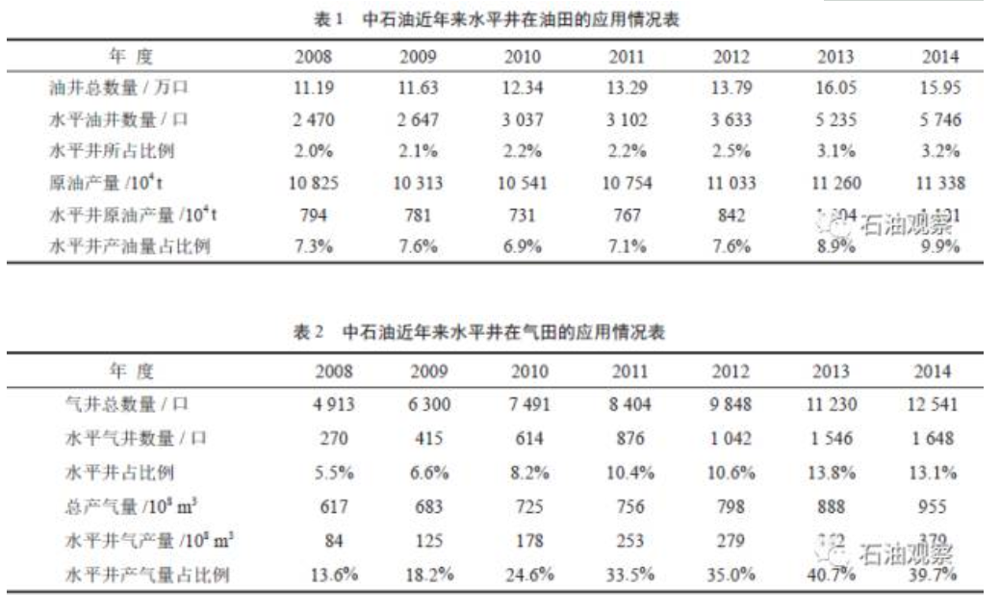 表 1 中石油近年来水平井在油田的应用情况表
年 度 2008 2009 2010 2011 2012 2013 2014
油井总数量 / 万口 11.19 11.63 12.34 13.29 13.79 16.05 15.95
水平油井数量 / 口 2 470 2 647 3 037 3 102 3 633 5 235 5 746
水平井所占比例 2.0% 2.1% 2.2% 2.2% 2.5% 3.1% 3.2%
原油产量 /10⁴t 10 825 10 313 10 541 10 754 11 033 11 260 11 338
水平井原油产量 /10⁴t 794 781 731 767 842
石油观察
水平井产油量占比例 7.3% 7.6% 6.9% 7.1% 7.6% 8.9% 9.9%
表 2 中石油近年来水平井在气田的应用情况表
年 度 2008 2009 2010 2011 2012 2013 2014
气井总数量 / 口 4 913 6 300 7 491 8 404 9 848 11 230 12 541
水平气井数量 / 口 270 415 614 876 1 042 1 546 1 648
水平井占比例 5.5% 6.6% 8.2% 10.4% 10.6% 13.8% 13.1%
总产气量 /10⁸ m³ 617 683 725 756 798 888 955
水平井气产量 /10⁸ m³ 84 125 178 253 279 379
石油观察
水平井产气量占比例 13.6% 18.2% 24.6% 33.5% 35.0% 40.7% 39.7%